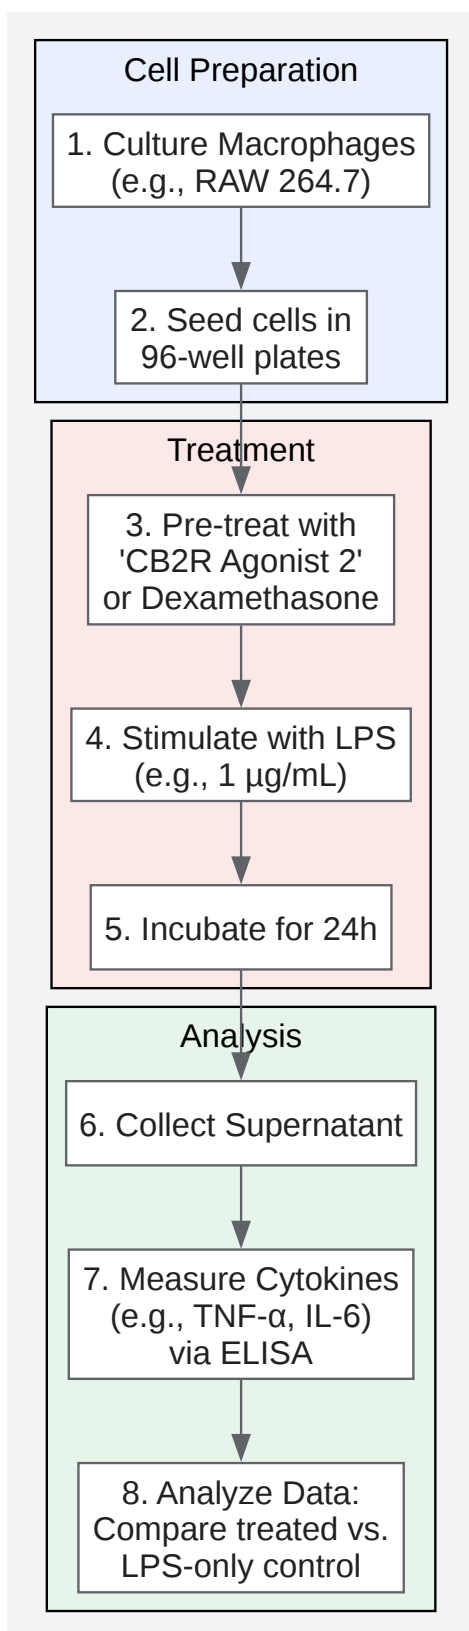 Cell Preparation
1. Culture Macrophages
(e.g., RAW 264.7)
2. Seed cells in
96-well plates
Treatment
3. Pre-treat with
'CB2R Agonist 2'
or Dexamethasone
4. Stimulate with LPS
(e.g., 1 µg/mL)
5. Incubate for 24h
Analysis
6. Collect Supernatant
7. Measure Cytokines
(e.g., TNF-α, IL-6)
via ELISA
8. Analyze Data:
Compare treated vs.
LPS-only control